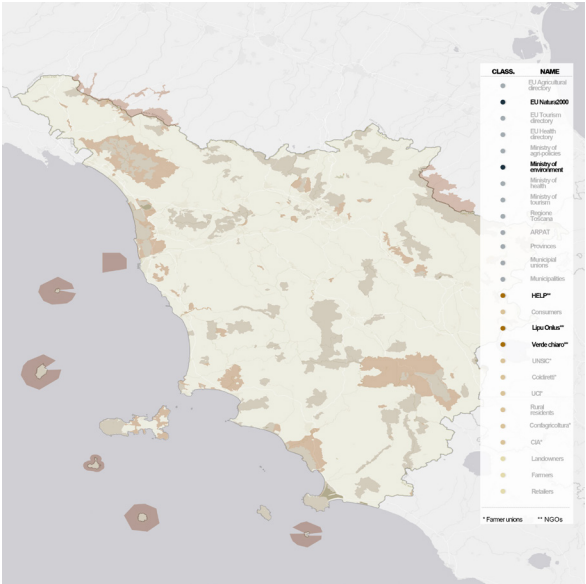 CLASS. NAME
EU Agricultural
directory
EU Natura2000
EU Tourism
directory
EU Health
directory
Ministry of
agri-policies
Ministry of
environment
Ministry of
health
Ministry of
tourism
Regione
Toscana
ARPAT
Provinces
Municipial
unions
Municipalities
HELP**
Consumers
Lipu Onlus**
Verde chiaro**
UNSIC*
Coldiretti*
UCI*
Rural
residents
Confagricoltura*
CIA*
Landowners
Farmers
Retailers
* Farmer unions ** NGOs